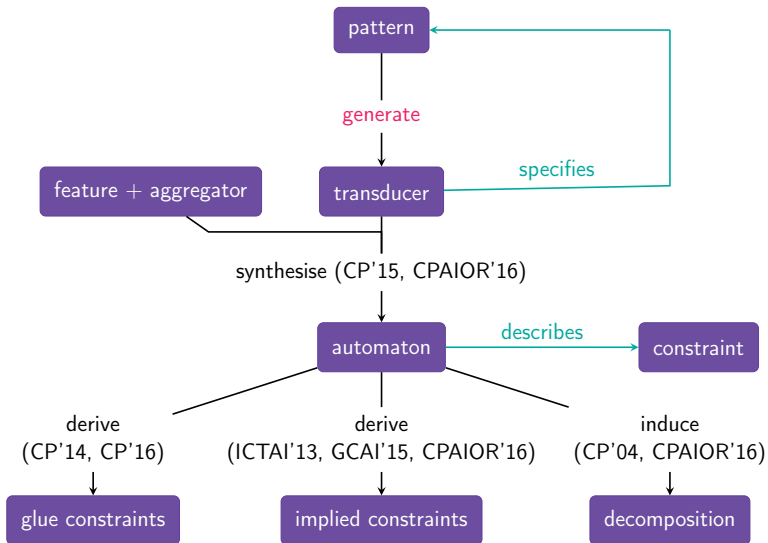 pattern
generate
specifies
feature + aggregator
transducer
synthesise (CP'15, CPAIOR'16)
describes
automaton
constraint
derive
(CP'14, CP'16)
derive
(ICTAI'13, GCAI'15, CPAIOR'16)
induce
(CP'04, CPAIOR'16)
glue constraints
implied constraints
decomposition